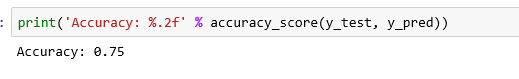 : print('Accuracy: %.2f' % accuracy_score(y_test, y_pred))
Accuracy: 0.75